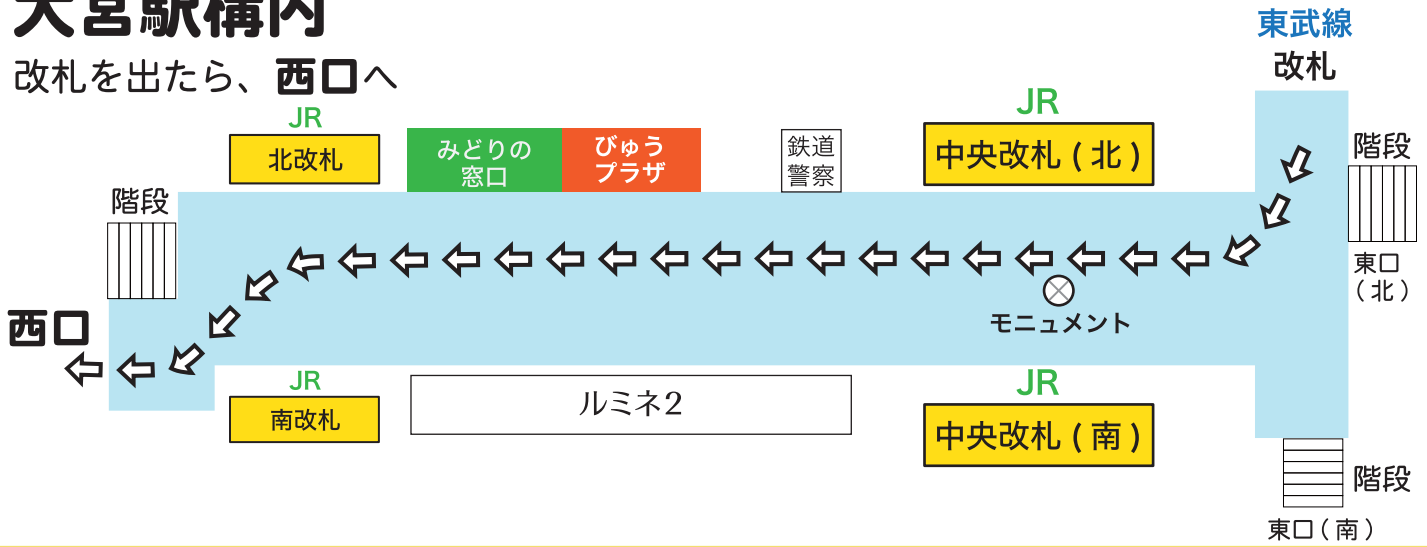 大宮駅構内
改札を出たら、西口へ
東武線
改札
JR
北改札
みどりの
窓口
びゅう
プラザ
鉄道
警察
JR
中央改札(北)
階段
東口
(北)
階段
西口
モニュメント
JR
南改札
ルミネ2
JR
中央改札(南)
階段
東口(南)